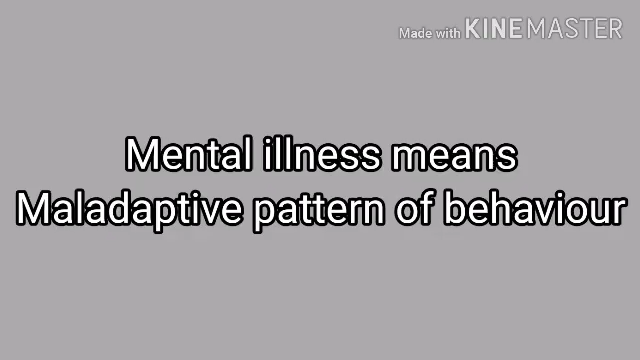 Made with KINEMASTER
Mental illness means
Maladaptive pattern of behaviour